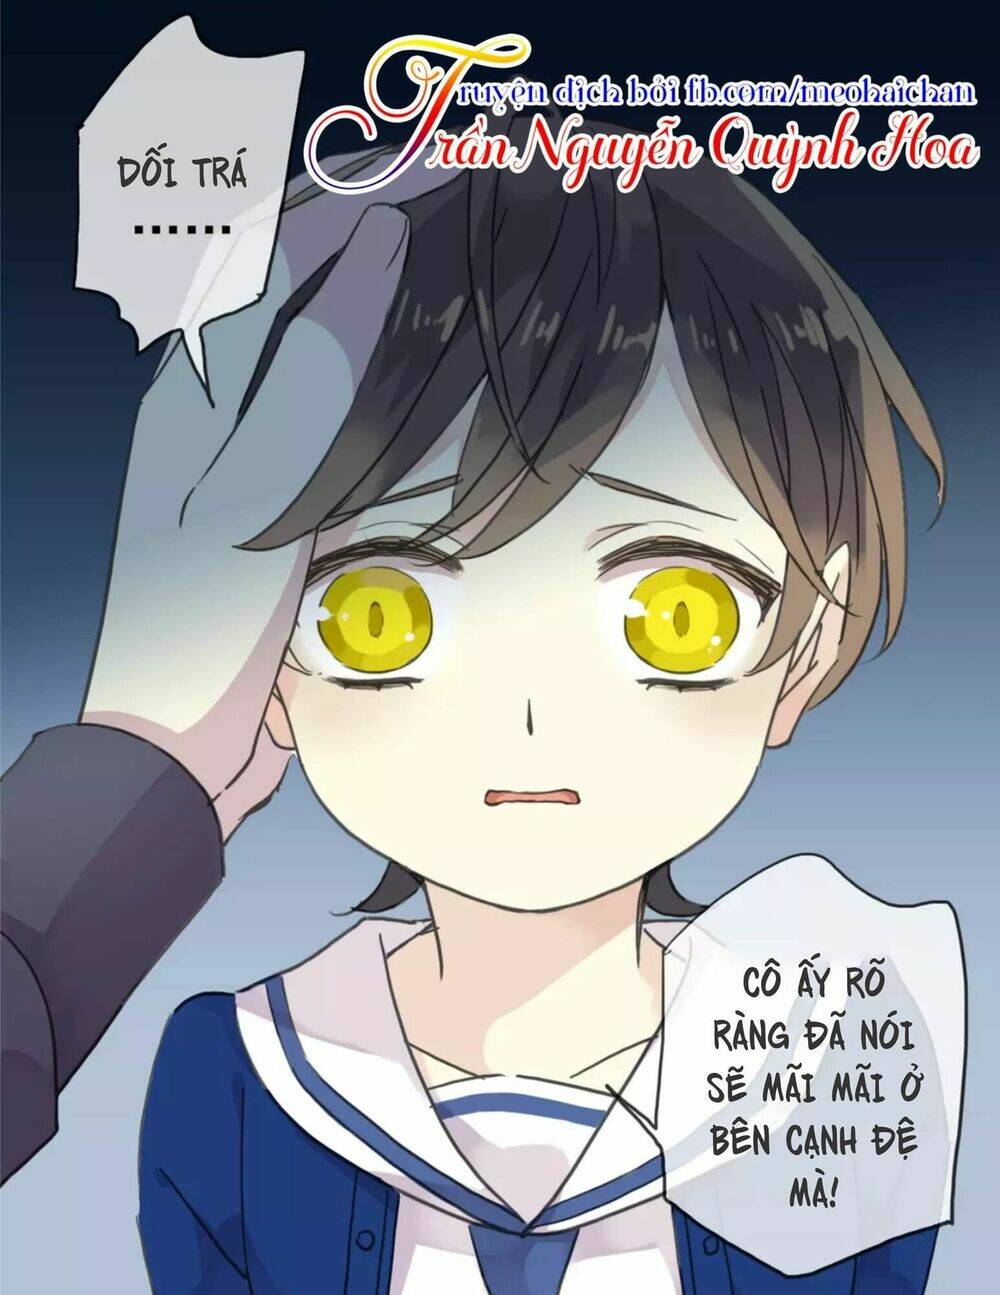 Truyện dịch bởi fb.com/meohaichan
Trần Nguyễn Quỳnh Hoa
DỐI TRÁ
......
CÔ ẤY RÕ
RÀNG ĐÃ NÓI
SẼ MÃI MÃI Ở
BÊN CẠNH ĐỆ
MÀ!